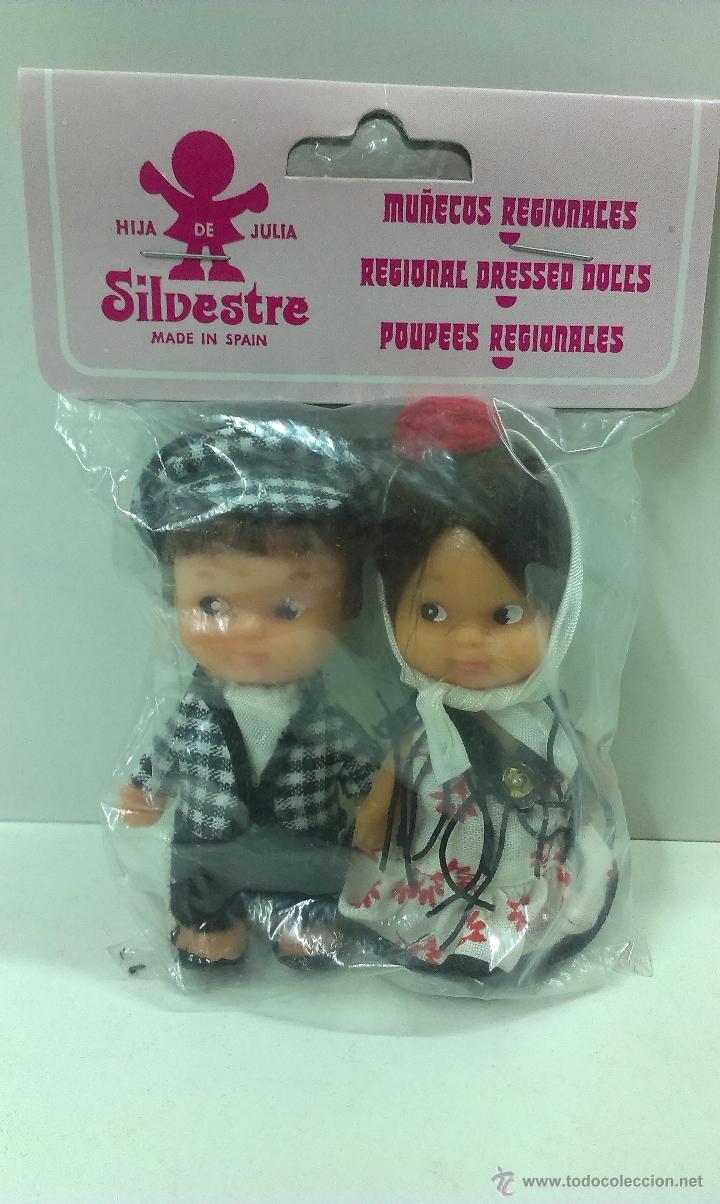 HIJA DE JULIA
Silvestre
MADE IN SPAIN
MUÑECOS REGIONALES
REGIONAL DRESSED DOLLS
POUPEES REGIONALES
www.todocoleccion.net